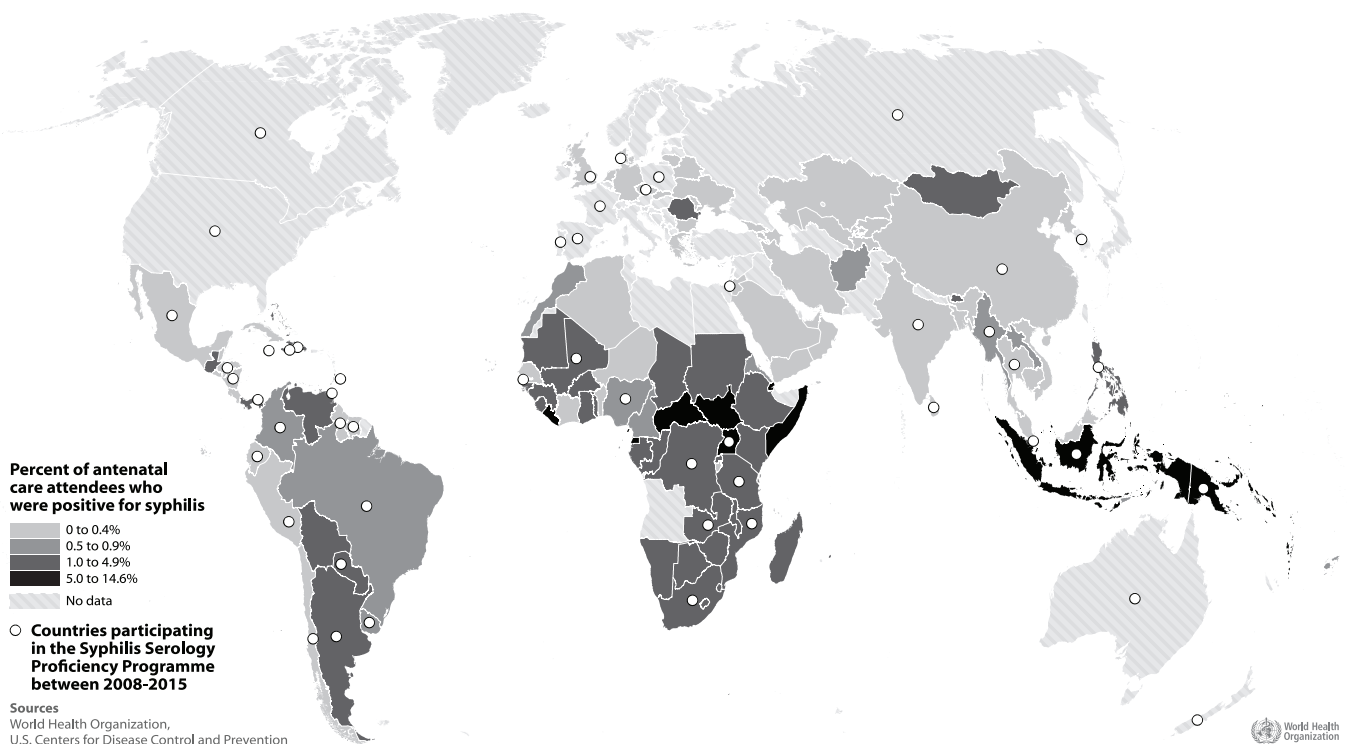 Percent of antenatal
care attendees who
were positive for syphilis
0 to 0.4%
0.5 to 0.9%
1.0 to 4.9%
5.0 to 14.6%
No data
Countries participating
in the Syphilis Serology
Proficiency Programme
between 2008-2015
Sources
World Health Organization,
U.S. Centers for Disease Control and Prevention
World Health
Organization